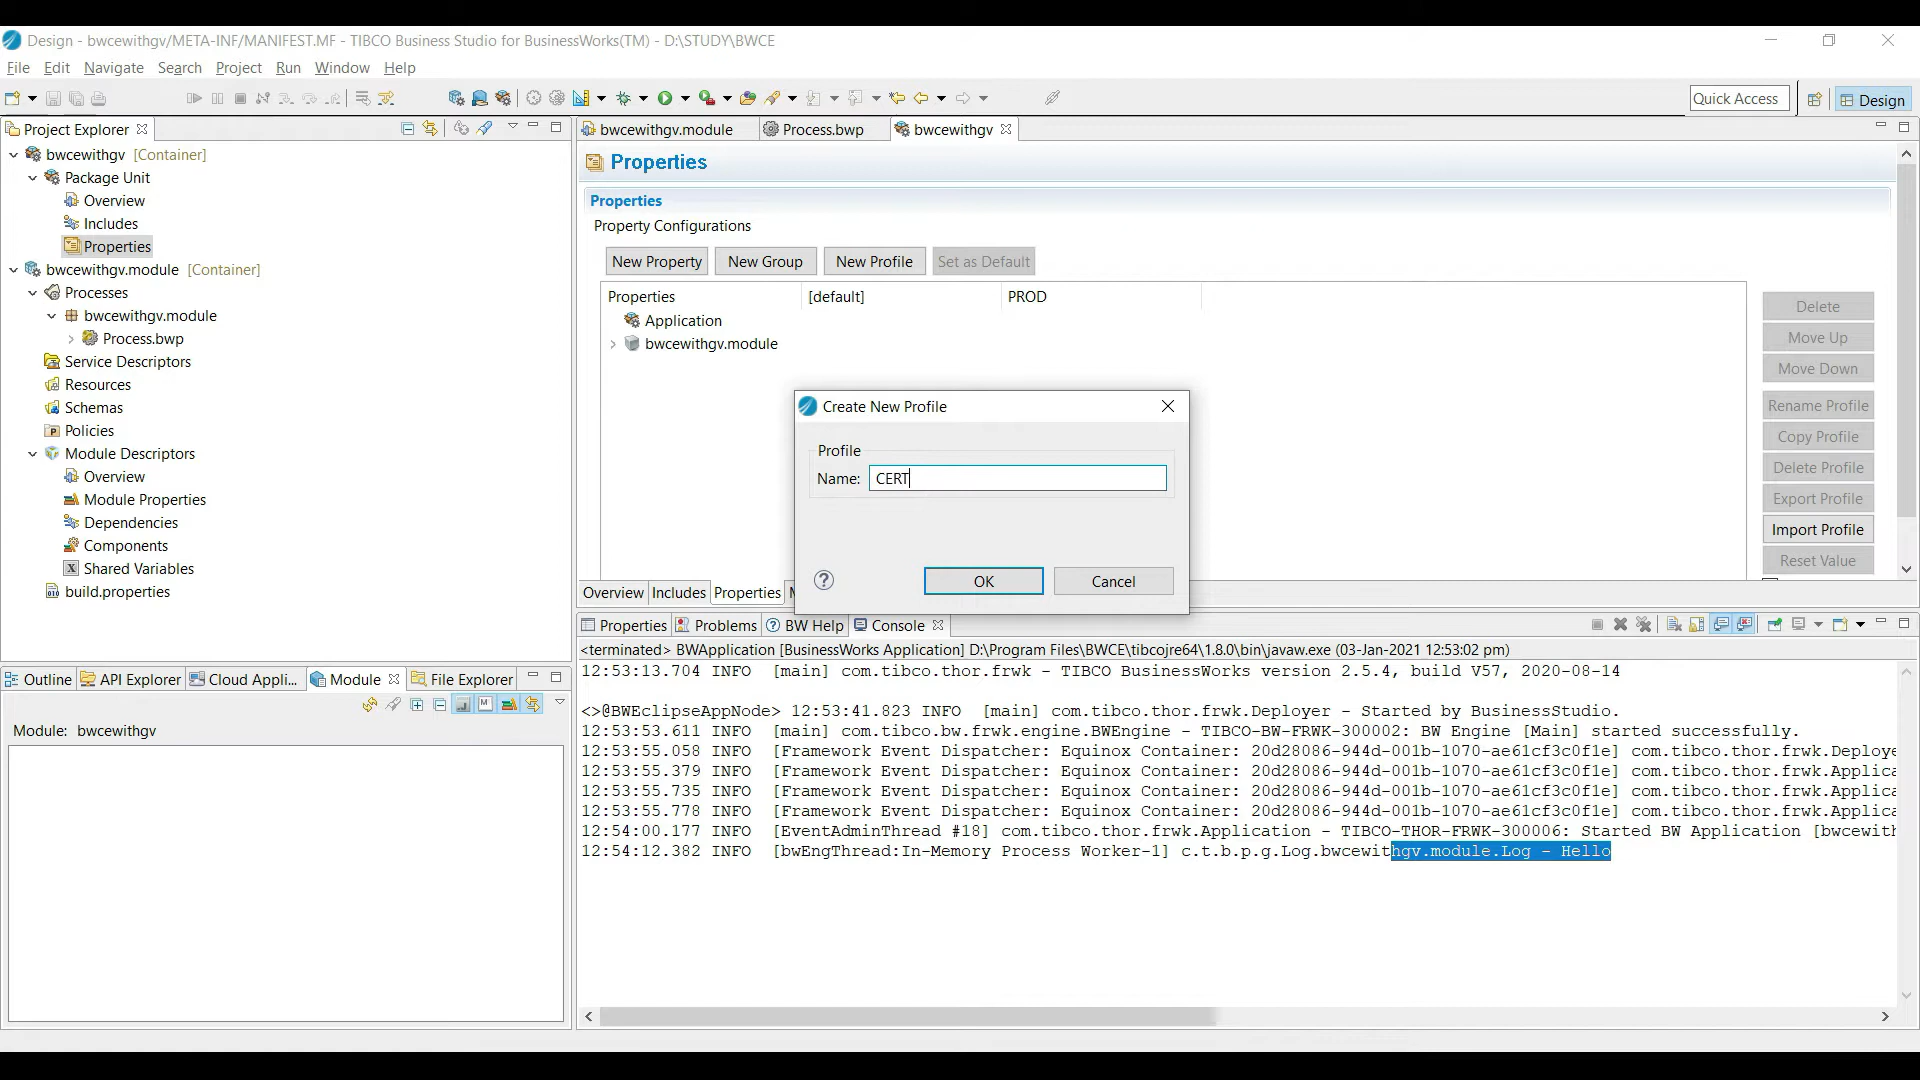 Design - bwcewithgv/META-INF/MANIFEST.MF - TIBCO Business Studio for BusinessWorks(TM) - D:\STUDY\BWCE
File Edit Navigate Search Project Run Window Help
Quick Access
Design
Project Explorer
bwcewithgv [Container]
Package Unit
Overview
Includes
Properties
bwcewithgv.module [Container]
Processes
bwcewithgv.module
Process.bwp
Service Descriptors
Resources
Schemas
Policies
Module Descriptors
Overview
Module Properties
Dependencies
Components
Shared Variables
build.properties
Outline API Explorer Cloud Appli... Module File Explorer
Module: bwcewithgv
bwcewithgv.module Process.bwp bwcewithgv
Properties
Properties
Property Configurations
New Property New Group New Profile Set as Default
Properties [default] PROD
Application
bwcewithgv.module
Delete
Move Up
Move Down
Rename Profile
Copy Profile
Delete Profile
Export Profile
Import Profile
Reset Value
Create New Profile
Profile
Name: CERT
OK Cancel
Overview Includes Properties
Properties Problems BW Help Console
<terminated> BWApplication [BusinessWorks Application] D:\Program Files\BWCE\tibcojre64\1.8.0\bin\javaw.exe (03-Jan-2021 12:53:02 pm)
12:53:13.704 INFO [main] com.tibco.thor.frwk - TIBCO BusinessWorks version 2.5.4, build V57, 2020-08-14
<>@BWEclipseAppNode> 12:53:41.823 INFO [main] com.tibco.thor.frwk.Deployer - Started by BusinessStudio.
12:53:53.611 INFO [main] com.tibco.bw.frwk.engine.BWEngine - TIBCO-BW-FRWK-300002: BW Engine [Main] started successfully.
12:53:55.058 INFO [Framework Event Dispatcher: Equinox Container: 20d28086-944d-001b-1070-ae61cf3c0f1e] com.tibco.thor.frwk.Deploye
12:53:55.379 INFO [Framework Event Dispatcher: Equinox Container: 20d28086-944d-001b-1070-ae61cf3c0f1e] com.tibco.thor.frwk.Applica
12:53:55.735 INFO [Framework Event Dispatcher: Equinox Container: 20d28086-944d-001b-1070-ae61cf3c0f1e] com.tibco.thor.frwk.Applica
12:53:55.778 INFO [Framework Event Dispatcher: Equinox Container: 20d28086-944d-001b-1070-ae61cf3c0f1e] com.tibco.thor.frwk.Applica
12:54:00.177 INFO [EventAdminThread #18] com.tibco.thor.frwk.Application - TIBCO-THOR-FRWK-300006: Started BW Application [bwcewith
12:54:12.382 INFO [bwEngThread:In-Memory Process Worker-1] c.t.b.p.g.Log.bwcewithgv.module.Log - Hello